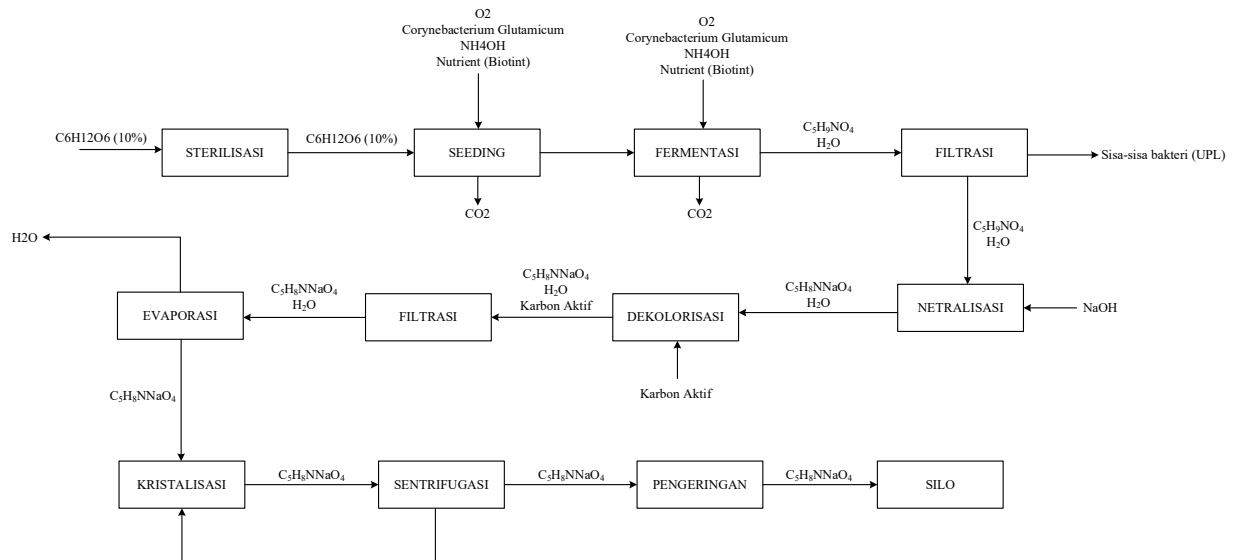 O2
Corynebacterium Glutamicum
NH4OH
Nutrient (Biotint)
O2
Corynebacterium Glutamicum
NH4OH
Nutrient (Biotint)
C6H12O6 (10%)
STERILISASI
C6H12O6 (10%)
SEEDING
FERMENTASI
C₅H₉NO₄
H₂O
FILTRASI
Sisa-sisa bakteri (UPL)
CO2
CO2
C₅H₉NO₄
H₂O
H2O
EVAPORASI
C₅H₈NNaO₄
H₂O
FILTRASI
C₅H₈NNaO₄
H₂O
Karbon Aktif
DEKOLORISASI
C₅H₈NNaO₄
H₂O
NETRALISASI
NaOH
Karbon Aktif
C₅H₈NNaO₄
KRISTALISASI
C₅H₈NNaO₄
SENTRIFUGASI
C₅H₈NNaO₄
PENGERINGAN
C₅H₈NNaO₄
SILO